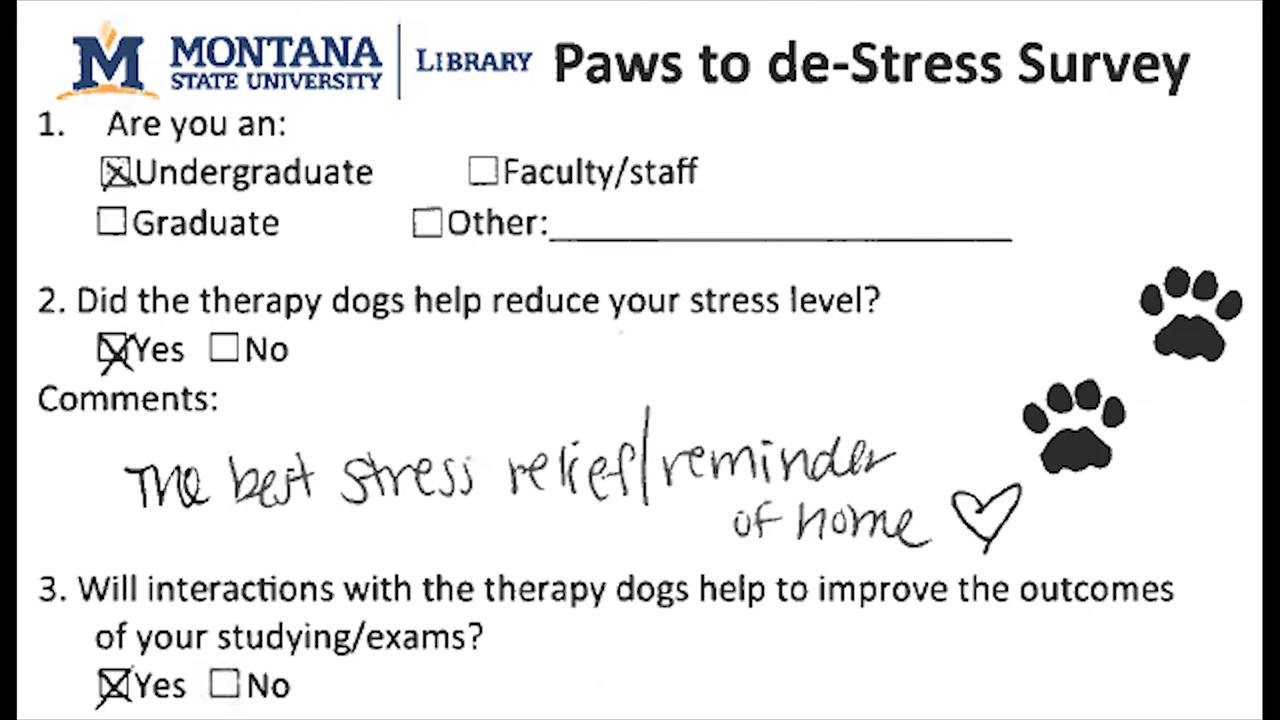 M MONTANA STATE UNIVERSITY | LIBRARY Paws to de-Stress Survey
1. Are you an:
Undergraduate Faculty/staff
Graduate Other:
2. Did the therapy dogs help reduce your stress level?
Yes No
Comments:
The best stress relief/reminder
of home
3. Will interactions with the therapy dogs help to improve the outcomes
of your studying/exams?
Yes No